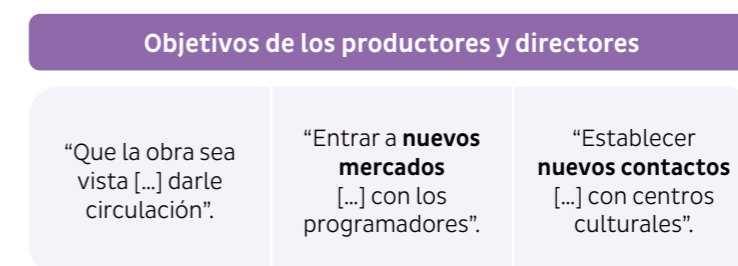 Objetivos de los productores y directores
“Que la obra sea
vista [...] darle
circulación”.
“Entrar a nuevos
mercados
[...] con los
programadores”.
“Establecer
nuevos contactos
[...] con centros
culturales”.